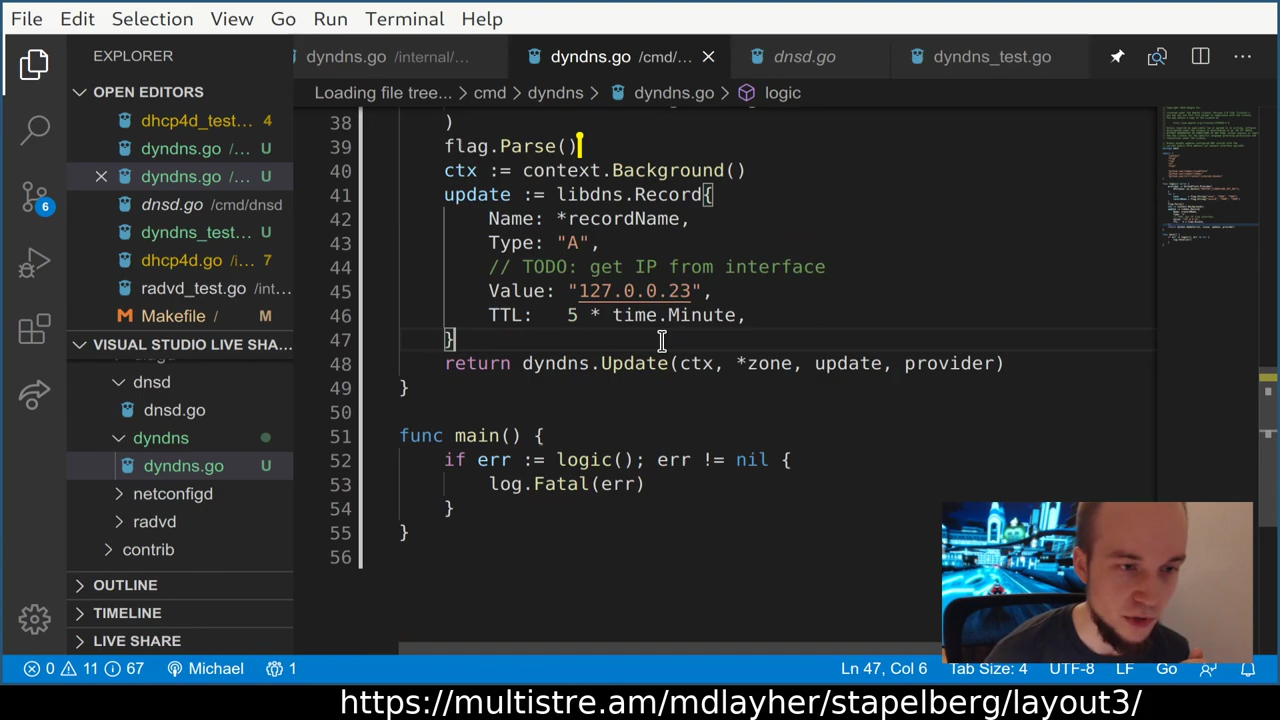 File Edit Selection View Go Run Terminal Help
EXPLORER
dyndns.go /internal/...
dyndns.go /cmd/...
dnsd.go
dyndns_test.go
OPEN EDITORS
Loading file tree... cmd dyndns dyndns.go logic
dhcp4d_test... 4
dyndns.go /... U
dyndns.go /... U
dnsd.go /cmd/dnsd
dyndns_test... U
dhcp4d.go /i... 7
radvd_test.go /int...
Makefile / M
6
VISUAL STUDIO LIVE SHA...
dnsd
dnsd.go
dyndns
dyndns.go U
netconfigd
radvd
contrib
OUTLINE
TIMELINE
LIVE SHARE
38 )
39 flag.Parse()
40 ctx := context.Background()
41 update := libdns.Record{
42 Name: *recordName,
43 Type: "A",
44 // TODO: get IP from interface
45 Value: "127.0.0.23",
46 TTL: 5 * time.Minute,
47 }
48 return dyndns.Update(ctx, *zone, update, provider)
49 }
50
51 func main() {
52 if err := logic(); err != nil {
53 log.Fatal(err)
54 }
55 }
56
0 11 67 Michael 1 Ln 47, Col 6 Tab Size: 4 UTF-8 LF Go
https://multistre.am/mdlayher/stapelberg/layout3/